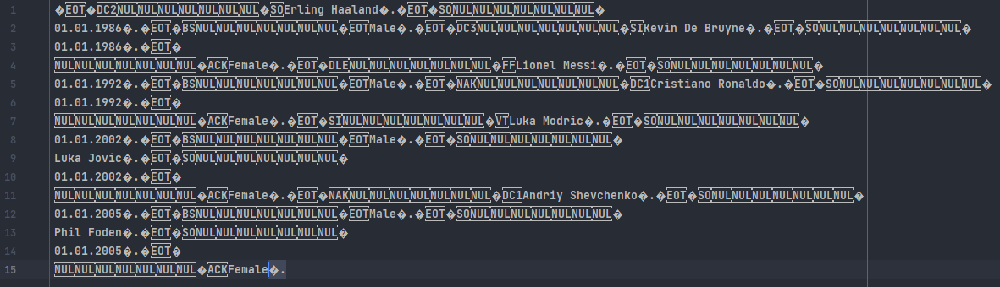 1 �EOT�DC2NULNULNULNULNULNULNUL�SOErling Haaland�.�EOT�SONULNULNULNULNULNULNUL�
2 01.01.1986�.�EOT�BSNULNULNULNULNULNULNUL�EOTMale�.�EOT�DC3NULNULNULNULNULNULNUL�SIKevin De Bruyne�.�EOT�SONULNULNULNULNULNULNUL�
3 01.01.1986�.�EOT�
4 NULNULNULNULNULNULNUL�ACKFemale�.�EOT�DLENULNULNULNULNULNULNUL�FFLionel Messi�.�EOT�SONULNULNULNULNULNULNUL�
5 01.01.1992�.�EOT�BSNULNULNULNULNULNULNUL�EOTMale�.�EOT�NAKNULNULNULNULNULNULNUL�DC1Cristiano Ronaldo�.�EOT�SONULNULNULNULNULNULNUL�
6 01.01.1992�.�EOT�
7 NULNULNULNULNULNULNUL�ACKFemale�.�EOT�SINULNULNULNULNULNULNUL�VTLuka Modric�.�EOT�SONULNULNULNULNULNULNUL�
8 01.01.2002�.�EOT�BSNULNULNULNULNULNULNUL�EOTMale�.�EOT�SONULNULNULNULNULNULNUL�
9 Luka Jovic�.�EOT�SONULNULNULNULNULNULNUL�
10 01.01.2002�.�EOT�
11 NULNULNULNULNULNULNUL�ACKFemale�.�EOT�NAKNULNULNULNULNULNULNUL�DC1Andriy Shevchenko�.�EOT�SONULNULNULNULNULNULNUL�
12 01.01.2005�.�EOT�BSNULNULNULNULNULNULNUL�EOTMale�.�EOT�SONULNULNULNULNULNULNUL�
13 Phil Foden�.�EOT�SONULNULNULNULNULNULNUL�
14 01.01.2005�.�EOT�
15 NULNULNULNULNULNULNUL�ACKFemale�.